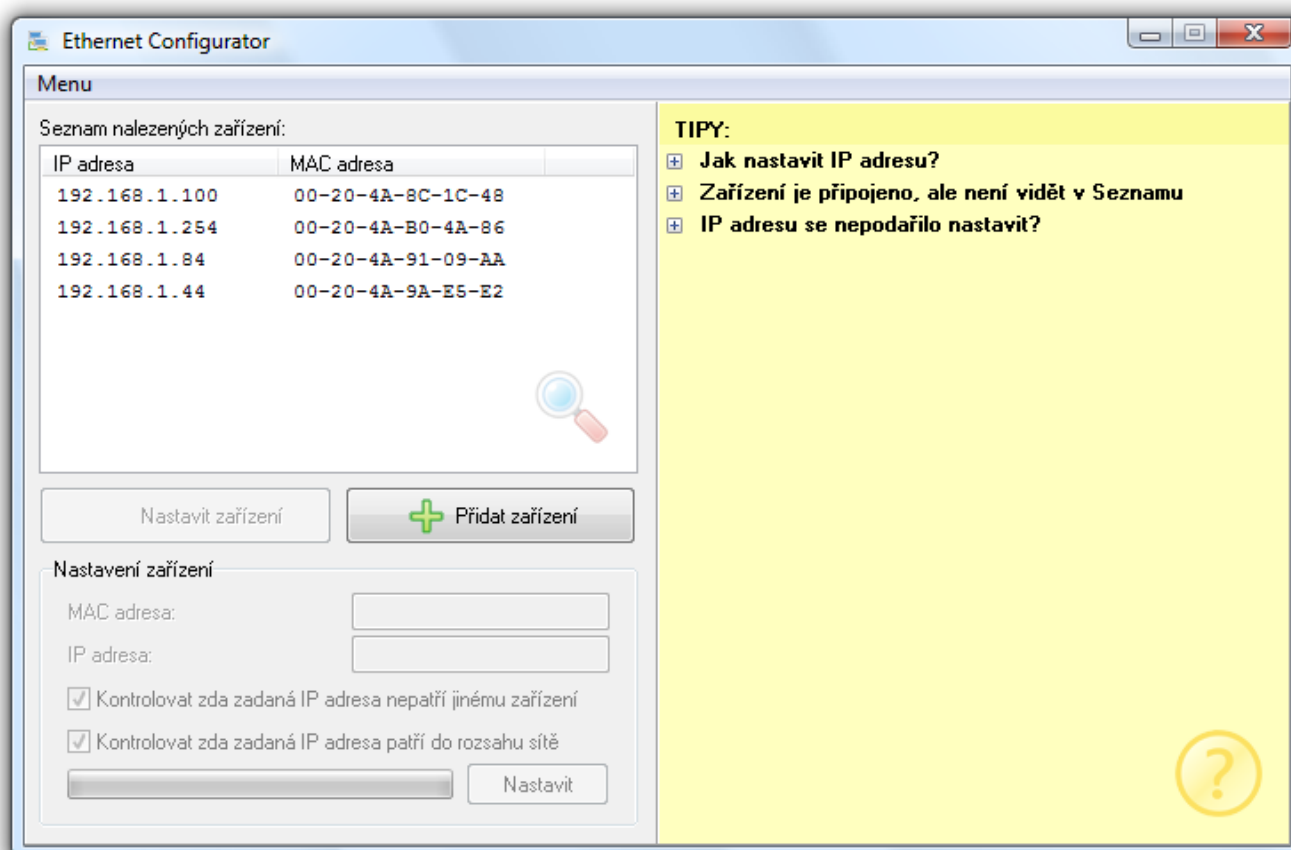 Ethernet Configurator
Menu
Seznam nalezených zařízení:
IP adresa MAC adresa
192.168.1.100 00-20-4A-8C-1C-48
192.168.1.254 00-20-4A-B0-4A-86
192.168.1.84 00-20-4A-91-09-AA
192.168.1.44 00-20-4A-9A-E5-E2
Nastavit zařízení Přidat zařízení
Nastavení zařízení
MAC adresa:
IP adresa:
Kontrolovat zda zadaná IP adresa nepatří jinému zařízení
Kontrolovat zda zadaná IP adresa patří do rozsahu sítě
Nastavit
TIPY:
Jak nastavit IP adresu?
Zařízení je připojeno, ale není vidět v Seznamu
IP adresu se nepodařilo nastavit?
?